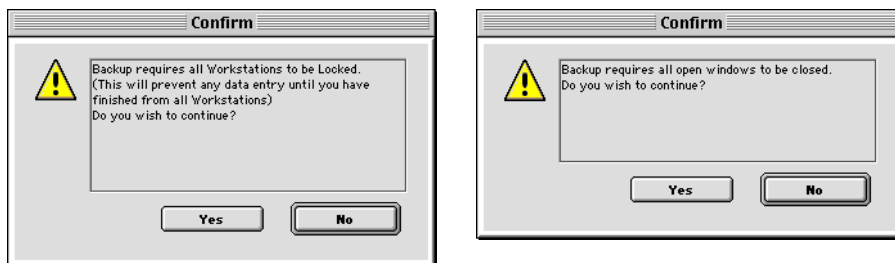 Confirm
Backup requires all Workstations to be Locked.
(This will prevent any data entry until you have
finished from all Workstations)
Do you wish to continue?
Yes
No
Confirm
Backup requires all open windows to be closed.
Do you wish to continue?
Yes
No